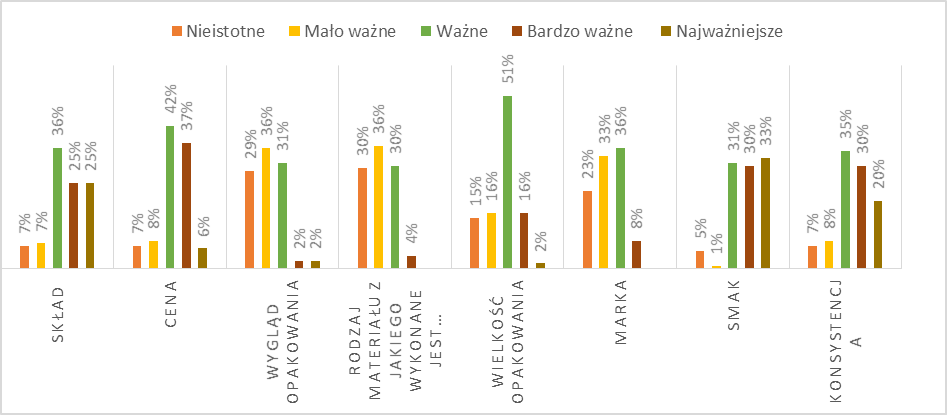 Nieistotne Mało ważne Ważne Bardzo ważne Najważniejsze
7% 7% 36% 25% 25%
7% 8% 42% 37% 6%
29% 36% 31% 2% 2%
30% 36% 30% 4%
15% 16% 51% 16% 2%
23% 33% 36% 8%
5% 1% 31% 30% 33%
7% 8% 35% 30% 20%
SKŁAD
CENA
WYGLĄD
OPAKOWANIA
RODZAJ
MATERIAŁU Z
JAKIEGO
WYKONANE
JEST…
WIELKOŚĆ
OPAKOWANIA
MARKA
SMAK
KONSYSTENCJ
A